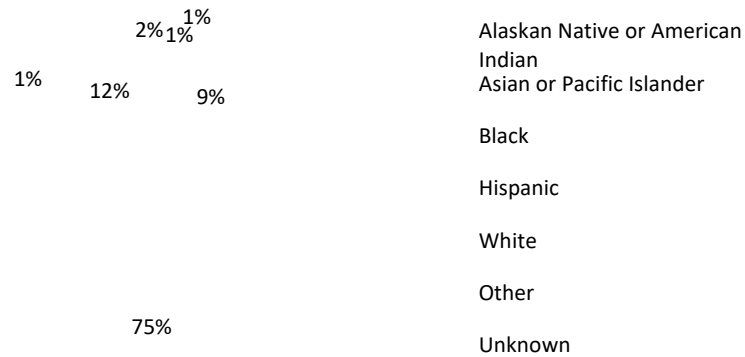 1%
2%
1%
1%
12%
9%
75%
Alaskan Native or American
Indian
Asian or Pacific Islander
Black
Hispanic
White
Other
Unknown